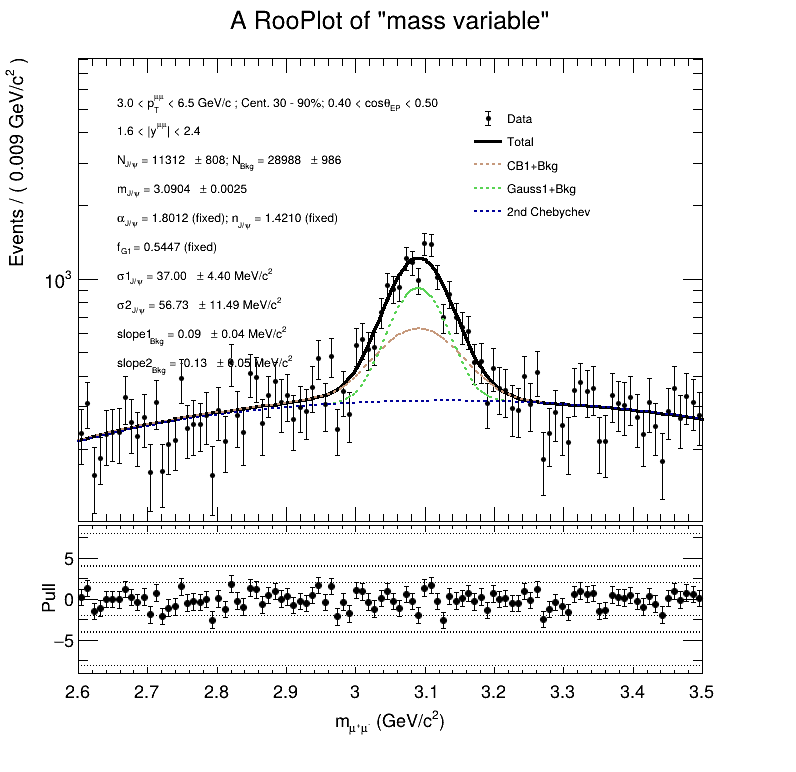 A RooPlot of "mass variable"
Events / ( 0.009 GeV/c² )
3.0 < p_T^μμ < 6.5 GeV/c ; Cent. 30 - 90%; 0.40 < cosθ_EP < 0.50
1.6 < |y^μμ| < 2.4
N_J/ψ = 11312 ± 808; N_Bkg = 28988 ± 986
m_J/ψ = 3.0904 ± 0.0025
α_J/ψ = 1.8012 (fixed); n_J/ψ = 1.4210 (fixed)
f_G1 = 0.5447 (fixed)
σ1_J/ψ = 37.00 ± 4.40 MeV/c²
σ2_J/ψ = 56.73 ± 11.49 MeV/c²
slope1_Bkg = 0.09 ± 0.04 MeV/c²
slope2_Bkg = -0.13 ± 0.05 MeV/c²
Data
Total
CB1+Bkg
Gauss1+Bkg
2nd Chebychev
10³
Pull
5
0
−5
2.6 2.7 2.8 2.9 3 3.1 3.2 3.3 3.4 3.5
m_μ⁺μ⁻ (GeV/c²)